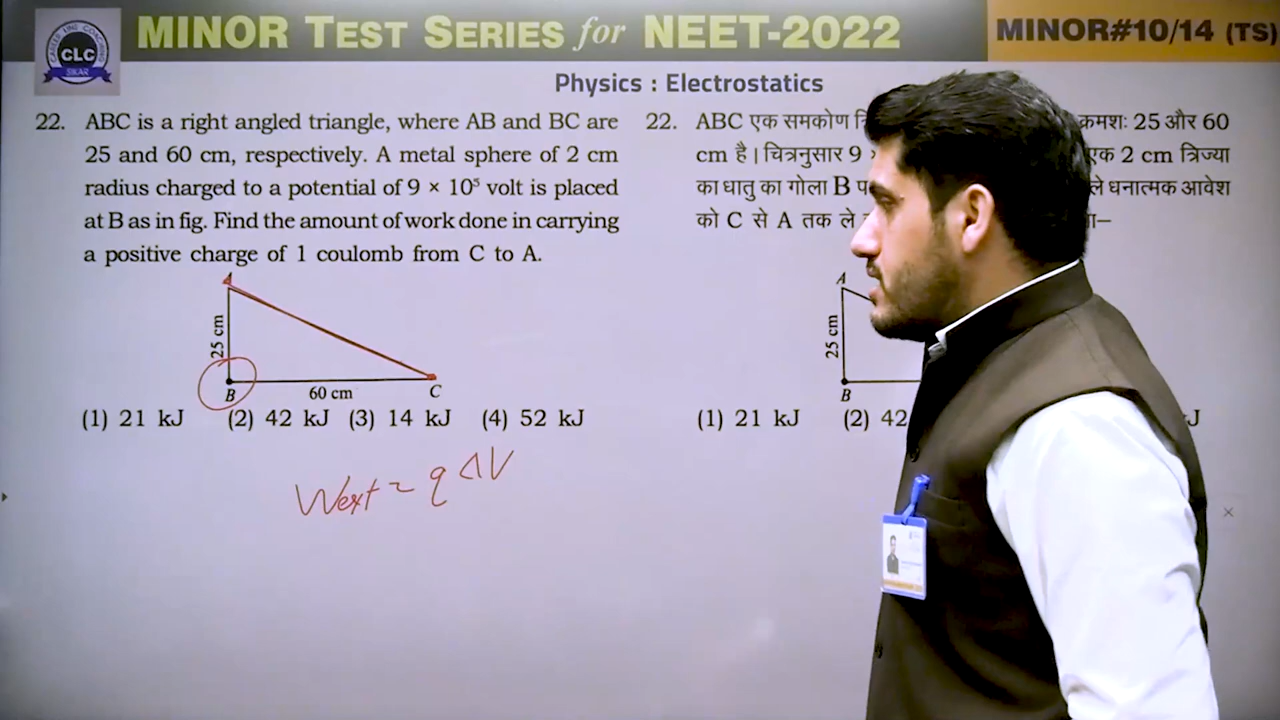 MINOR TEST SERIES for NEET-2022
MINOR#10/14 (TS)
CLC
SIKAR
Physics : Electrostatics
22. ABC is a right angled triangle, where AB and BC are
25 and 60 cm, respectively. A metal sphere of 2 cm
radius charged to a potential of 9 × 10⁵ volt is placed
at B as in fig. Find the amount of work done in carrying
a positive charge of 1 coulomb from C to A.
A
25 cm
B
60 cm
C
(1) 21 kJ (2) 42 kJ (3) 14 kJ (4) 52 kJ
Wext = qΔV
22. ABC एक समकोण क्रमशः 25 और 60
cm है। चित्रनुसार 9 एक 2 cm त्रिज्या
का धातु का गोला B धनात्मक आवेश
को C से A तक ले
A
25 cm
B
(1) 21 kJ (2) 42